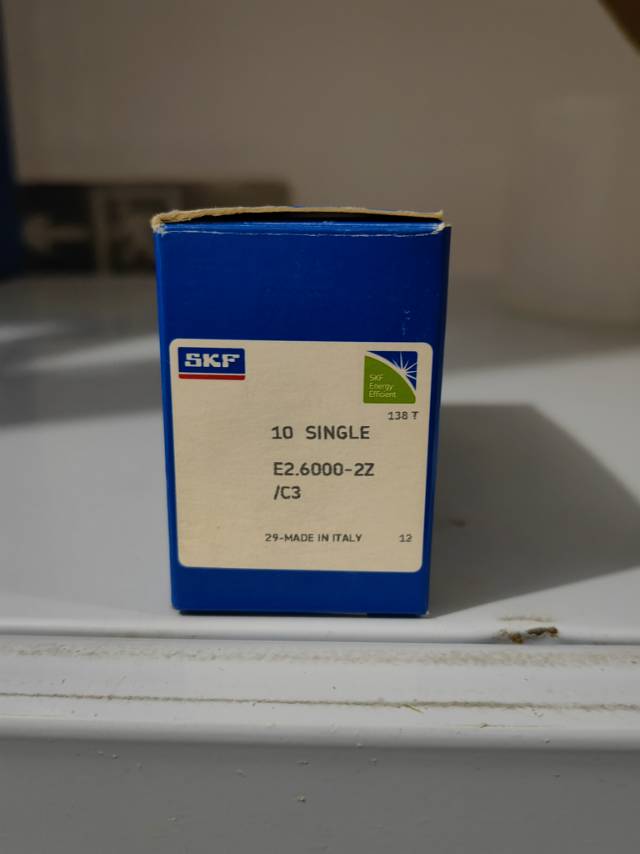 SKF
SKF
Energy
Efficient
138 T
10 SINGLE
E2.6000-2Z
/C3
29-MADE IN ITALY 12